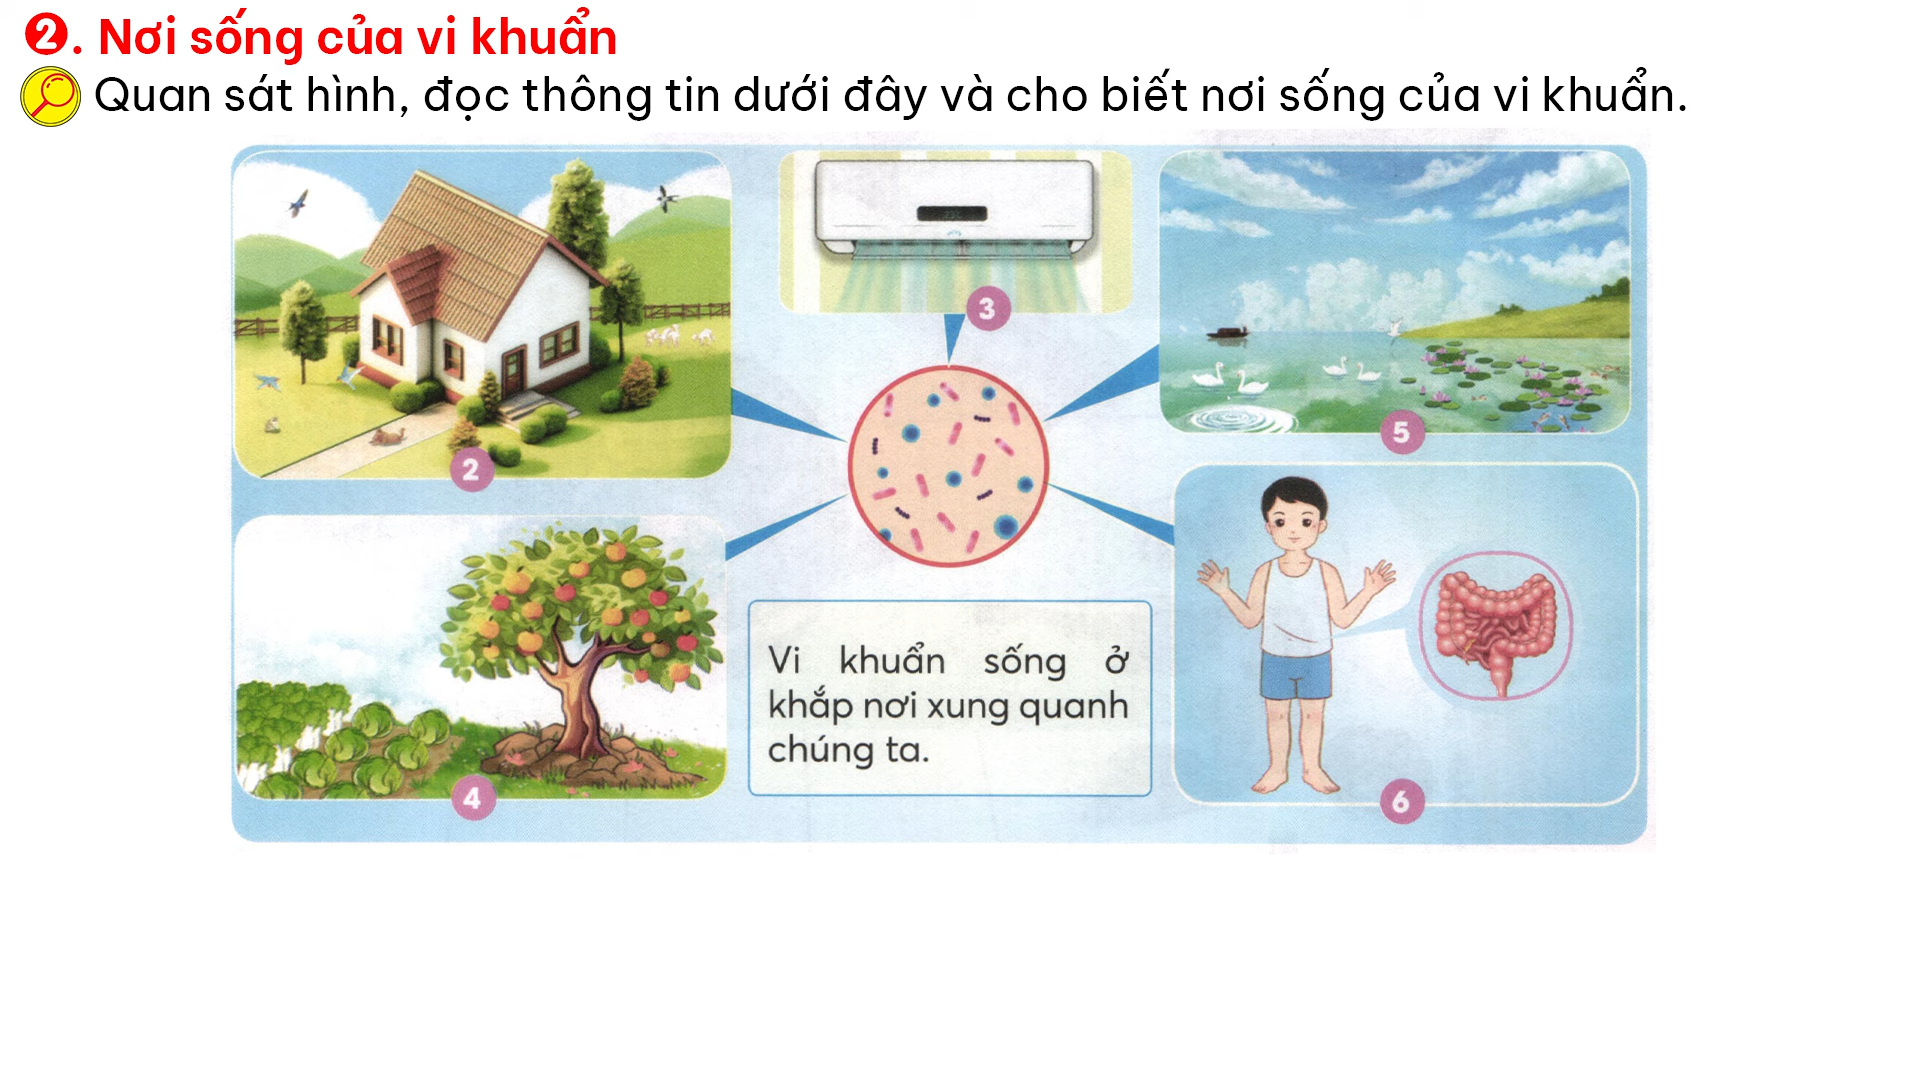 ❷. Nơi sống của vi khuẩn
Quan sát hình, đọc thông tin dưới đây và cho biết nơi sống của vi khuẩn.
3
2
5
Vi khuẩn sống ở
khắp nơi xung quanh
chúng ta.
4
6